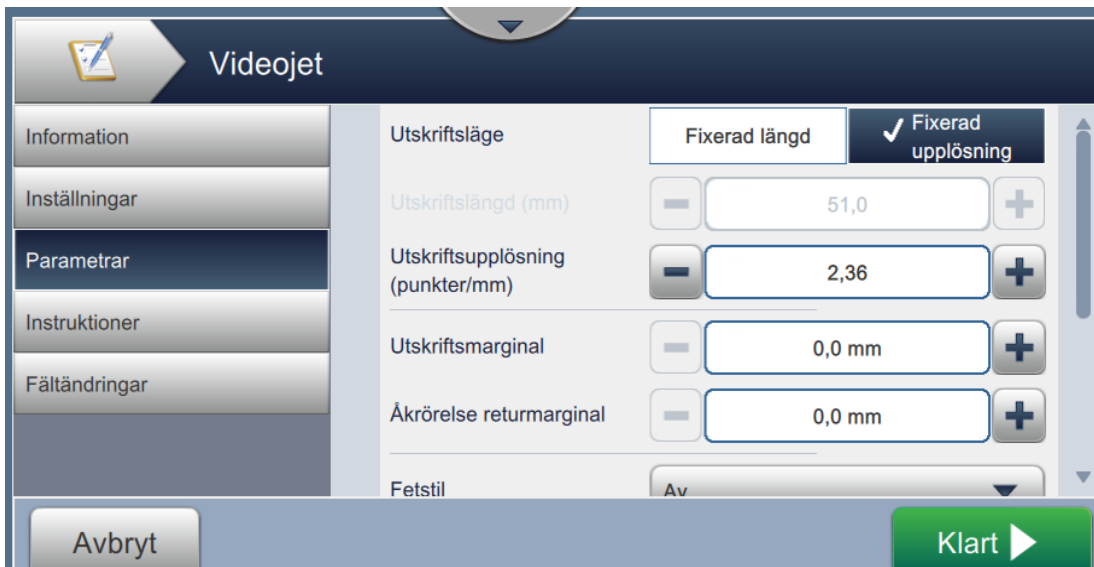 Videojet
Information
Inställningar
Parametrar
Instruktioner
Fältändringar
Utskriftsläge
Fixerad längd
Fixerad
upplösning
Utskriftslängd (mm)
51,0
Utskriftsupplösning
(punkter/mm)
2,36
Utskriftsmarginal
0,0 mm
Åkrörelse returmarginal
0,0 mm
Fetstil
Av
Avbryt
Klart